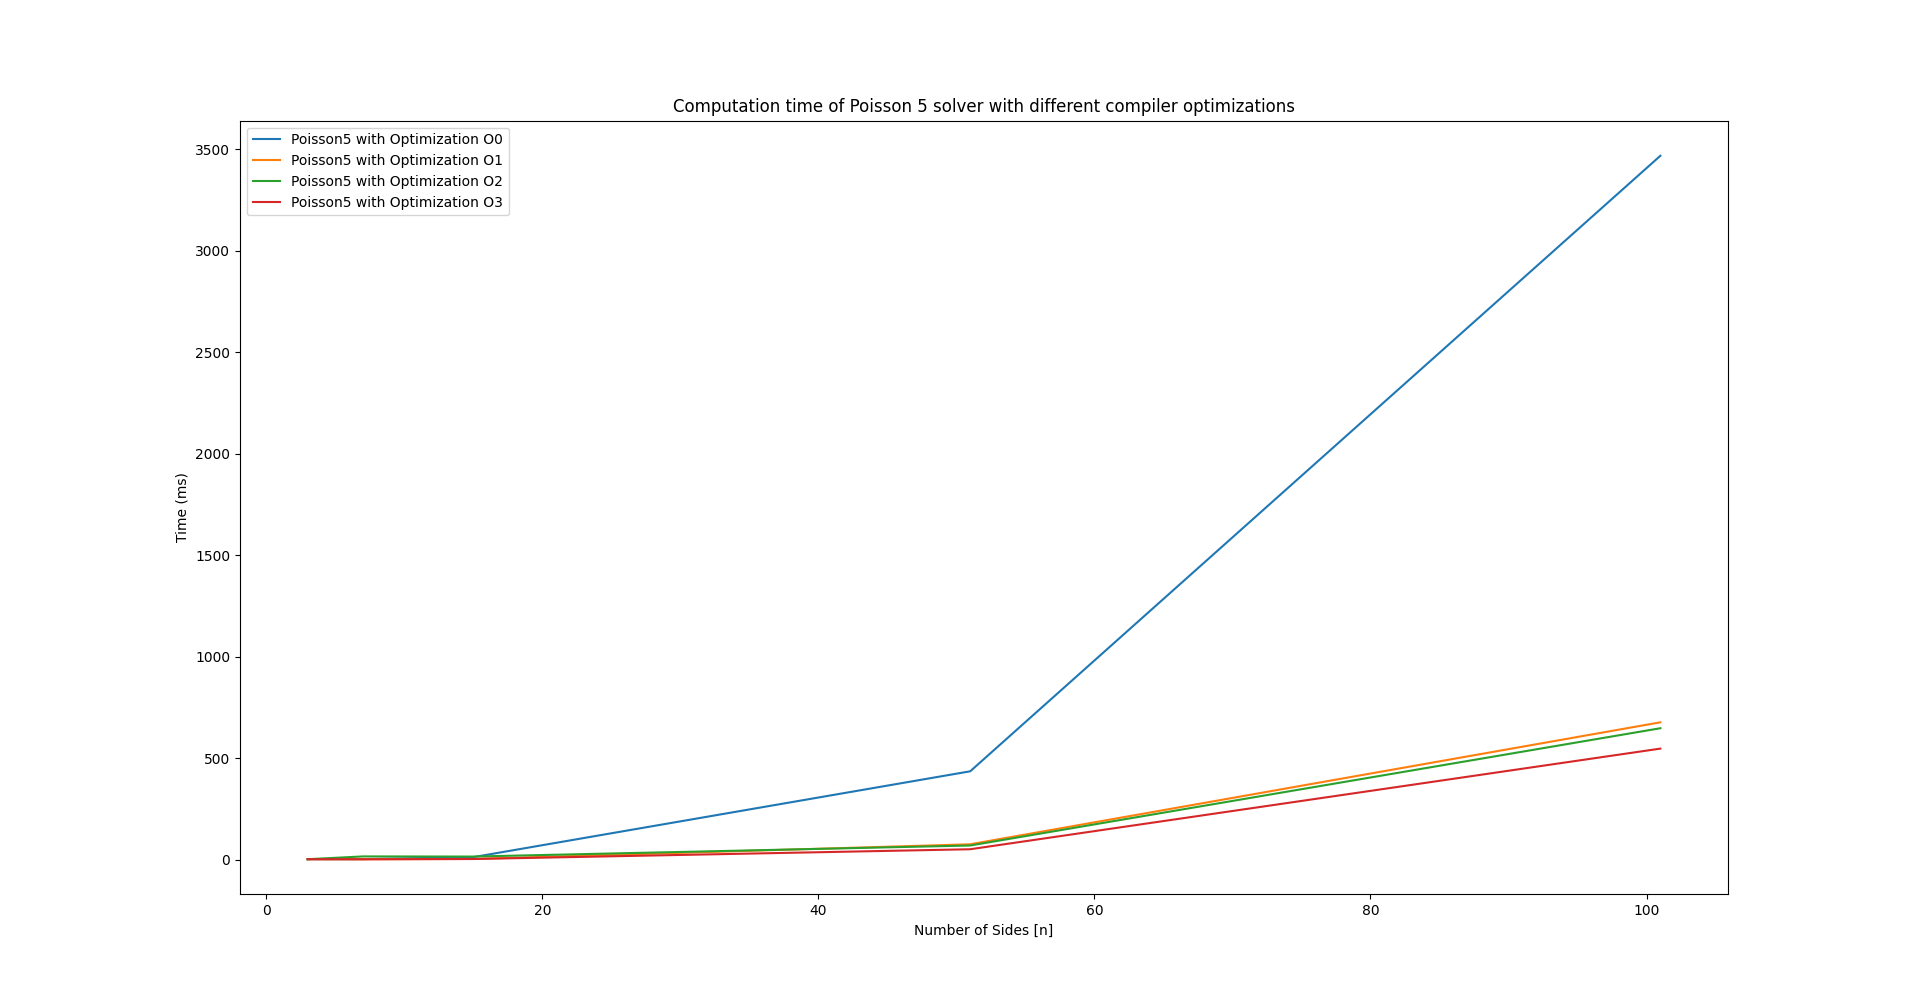 Computation time of Poisson 5 solver with different compiler optimizations
Poisson5 with Optimization O0
Poisson5 with Optimization O1
Poisson5 with Optimization O2
Poisson5 with Optimization O3
3500
3000
2500
2000
1500
1000
500
0
Time (ms)
0 20 40 60 80 100
Number of Sides [n]